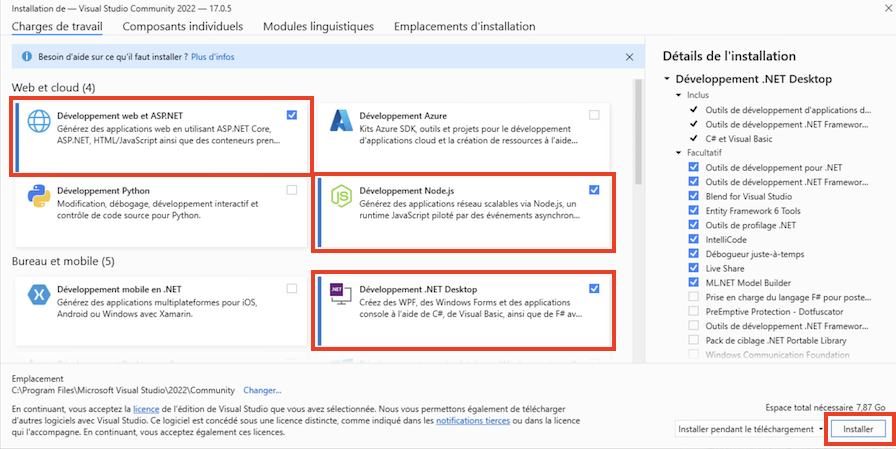 Installation de — Visual Studio Community 2022 — 17.0.5
Charges de travail Composants individuels Modules linguistiques Emplacements d'installation
Besoin d'aide sur ce qu'il faut installer ? Plus d'infos
Web et cloud (4)
Développement web et ASP.NET
Générez des applications web en utilisant ASP.NET Core,
ASP.NET, HTML/JavaScript ainsi que des conteneurs pren...
Développement Azure
Kits Azure SDK, outils et projets pour le développement
d'applications cloud et la création de ressources à l'aide...
Développement Python
Modification, débogage, développement interactif et
contrôle de code source pour Python.
Développement Node.js
Générez des applications réseau scalables via Node.js, un
runtime JavaScript piloté par des événements asynchron...
Bureau et mobile (5)
Développement mobile en .NET
Générez des applications multiplateformes pour iOS,
Android ou Windows avec Xamarin.
Développement .NET Desktop
Créez des WPF, des Windows Forms et des applications
console à l'aide de C#, de Visual Basic, ainsi que de F# av...
Détails de l'installation
Développement .NET Desktop
Inclus
Outils de développement d'applications d...
Outils de développement .NET Framewor...
C# et Visual Basic
Facultatif
Outils de développement pour .NET
Outils de développement .NET Framewor...
Blend for Visual Studio
Entity Framework 6 Tools
Outils de profilage .NET
IntelliCode
Débogueur juste-à-temps
Live Share
ML.NET Model Builder
Prise en charge du langage F# pour poste...
PreEmptive Protection - Dotfuscator
Outils de développement .NET Framewor...
Pack de ciblage .NET Portable Library
Windows Communication Foundation
Emplacement
C:\Program Files\Microsoft Visual Studio\2022\Community Changer...
En continuant, vous acceptez la licence de l'édition de Visual Studio que vous avez sélectionnée. Nous vous permettons également de télécharger
d'autres logiciels avec Visual Studio. Ce logiciel est concédé sous une licence distincte, comme indiqué dans les notifications tierces ou dans la licence
qui l'accompagne. En continuant, vous acceptez également ces licences.
Espace total nécessaire 7,87 Go
Installer pendant le téléchargement
Installer